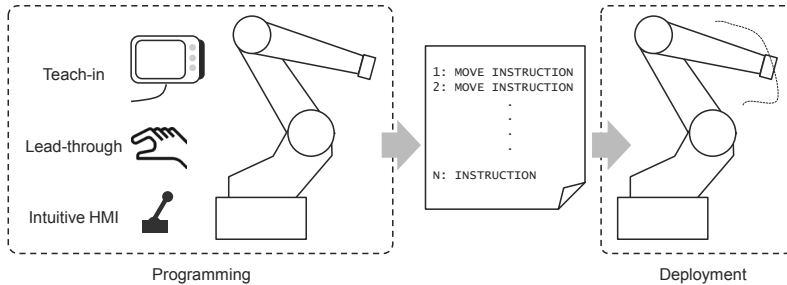 Teach-in
Lead-through
Intuitive HMI
1: MOVE INSTRUCTION
2: MOVE INSTRUCTION
.
.
.
.
N: INSTRUCTION
Programming
Deployment